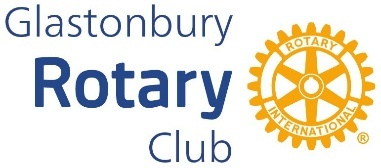 Glastonbury
Rotary
Club
ROTARY
INTERNATIONAL
®